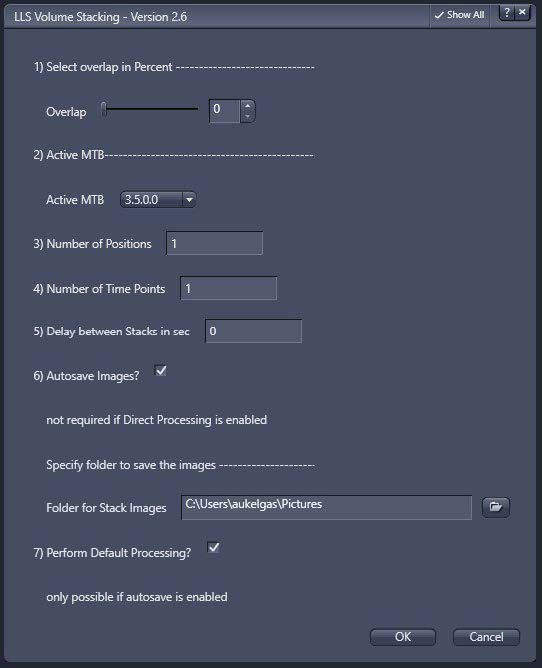 LLS Volume Stacking - Version 2.6 ✓ Show All ? ×
1) Select overlap in Percent ------------------------------
Overlap 0
2) Active MTB---------------------------------------------
Active MTB 3.5.0.0
3) Number of Positions 1
4) Number of Time Points 1
5) Delay between Stacks in sec 0
6) Autosave Images? ✓
not required if Direct Processing is enabled
Specify folder to save the images ---------------------
Folder for Stack Images C:\Users\aukelgas\Pictures
7) Perform Default Processing? ✓
only possible if autosave is enabled
OK Cancel